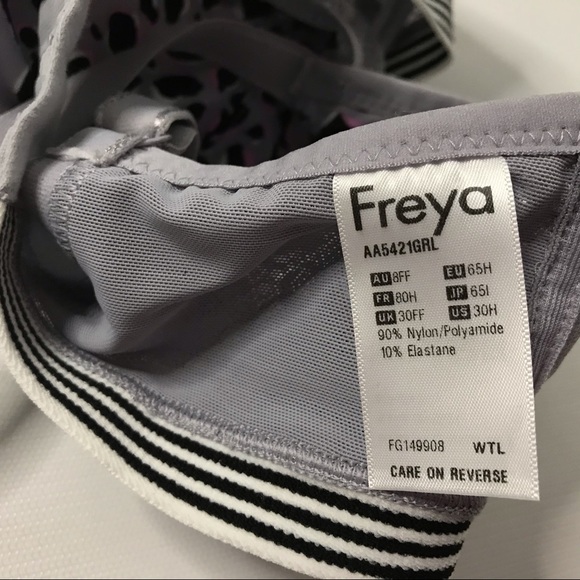 Freya
AA5421GRL
AU 8FF EU 65H
FR 80H JP 65I
UK 30FF US 30H
90% Nylon/Polyamide
10% Elastane
FG149908 WTL
CARE ON REVERSE